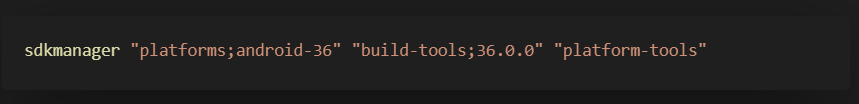 sdkmanager "platforms;android-36" "build-tools;36.0.0" "platform-tools"